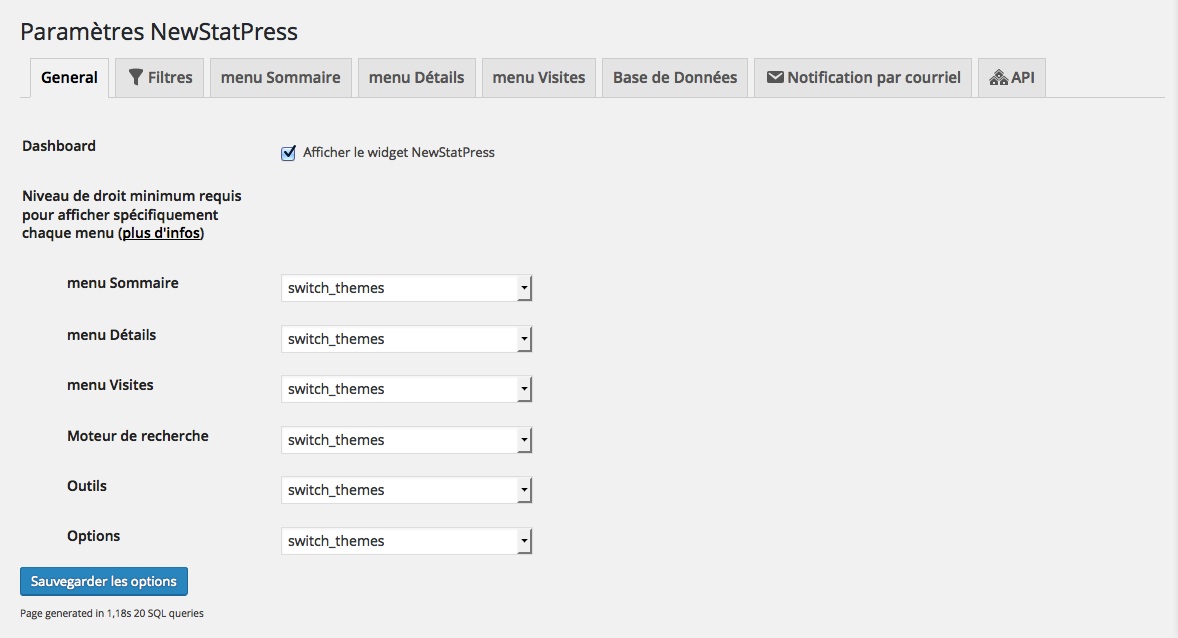 Paramètres NewStatPress
General
Filtres
menu Sommaire
menu Détails
menu Visites
Base de Données
Notification par courriel
API
Dashboard
Afficher le widget NewStatPress
Niveau de droit minimum requis
pour afficher spécifiquement
chaque menu (plus d'infos)
menu Sommaire
switch_themes
menu Détails
switch_themes
menu Visites
switch_themes
Moteur de recherche
switch_themes
Outils
switch_themes
Options
switch_themes
Sauvegarder les options
Page generated in 1,18s 20 SQL queries